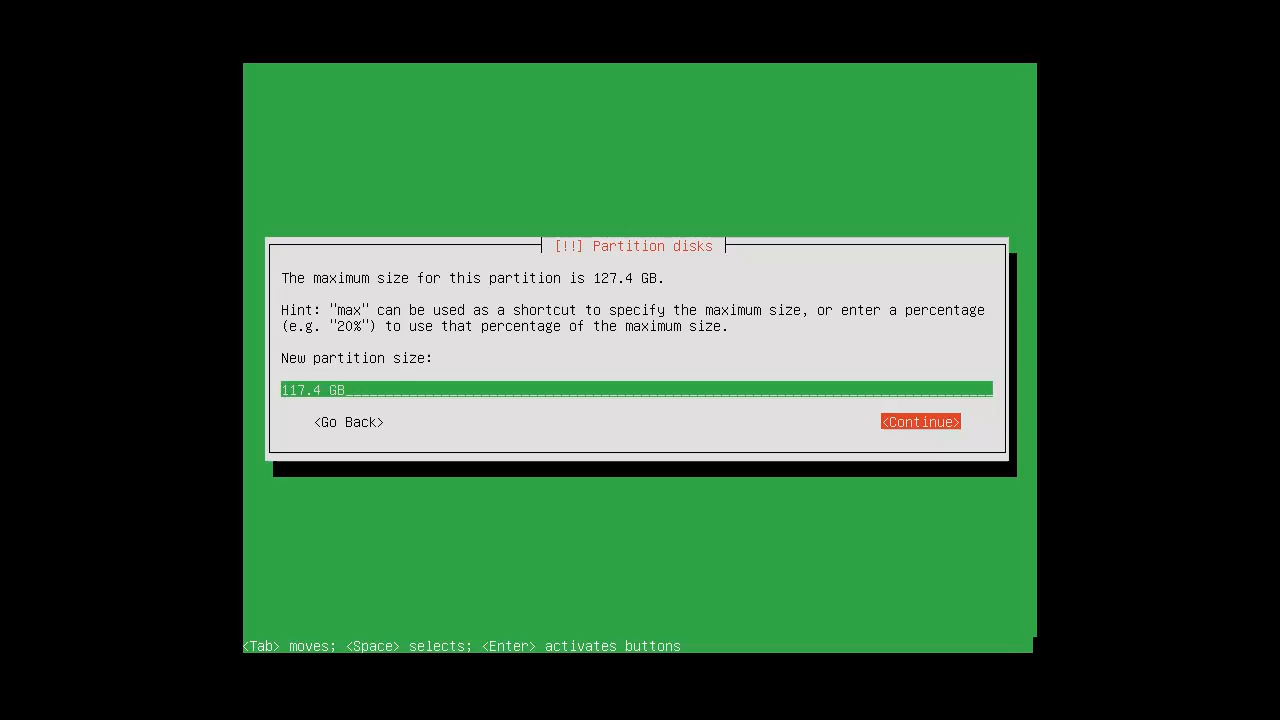 [!!] Partition disks
The maximum size for this partition is 127.4 GB.
Hint: "max" can be used as a shortcut to specify the maximum size, or enter a percentage
(e.g. "20%") to use that percentage of the maximum size.
New partition size:
117.4 GB
<Go Back> <Continue>
<Tab> moves; <Space> selects; <Enter> activates buttons